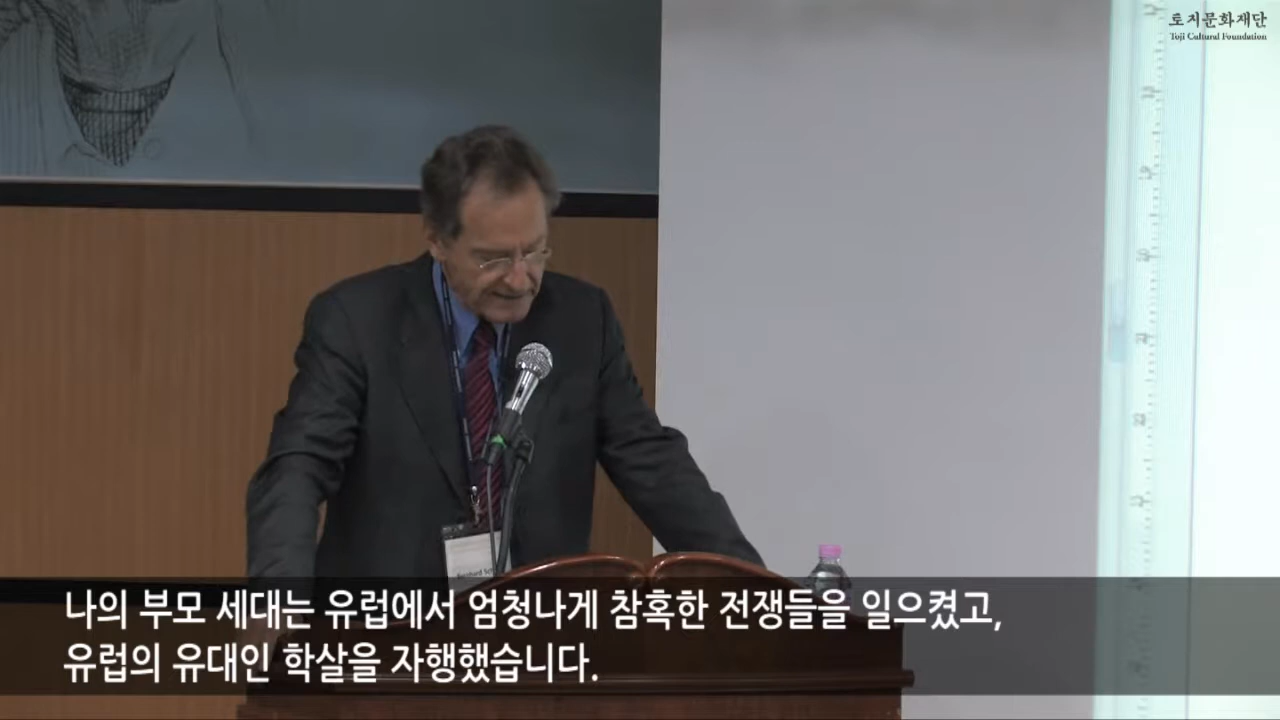 토지문화재단
Toji Cultural Foundation
나의 부모 세대는 유럽에서 엄청나게 참혹한 전쟁들을 일으켰고,
유럽의 유대인 학살을 자행했습니다.